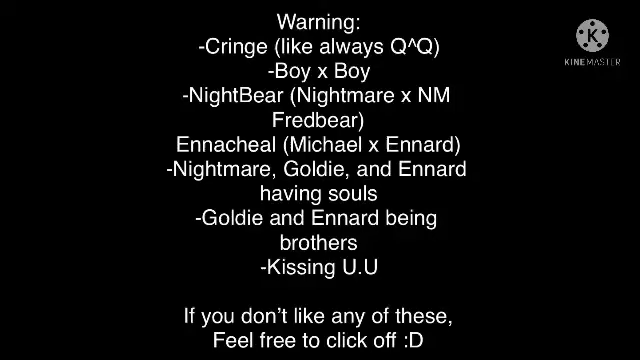 Warning:
-Cringe (like always Q^Q)
-Boy x Boy
-NightBear (Nightmare x NM
Fredbear)
Ennacheal (Michael x Ennard)
-Nightmare, Goldie, and Ennard
having souls
-Goldie and Ennard being
brothers
-Kissing U.U
If you don’t like any of these,
Feel free to click off :D
K
KINEMASTER